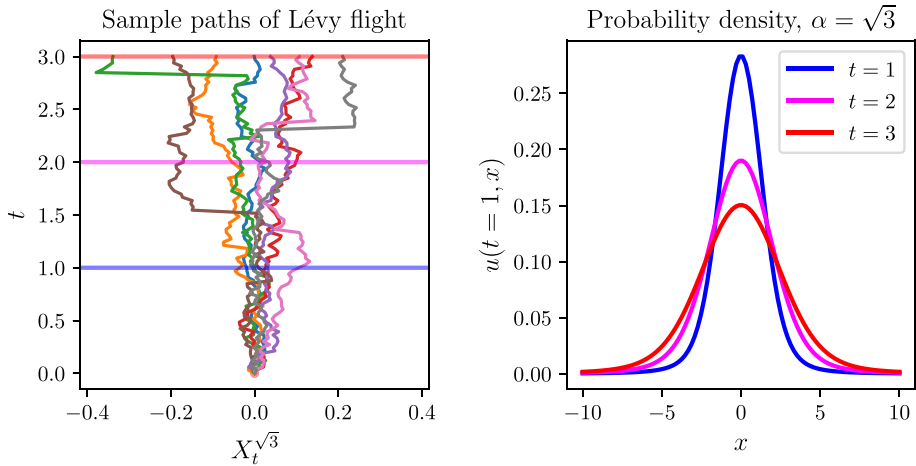 Sample paths of Lévy flight
3.0
2.5
2.0
1.5
1.0
0.5
0.0
t
−0.4 −0.2 0.0 0.2 0.4
X_t^{√3}
Probability density, α = √3
t = 1
t = 2
t = 3
0.25
0.20
0.15
0.10
0.05
0.00
u(t = 1, x)
−10 −5 0 5 10
x